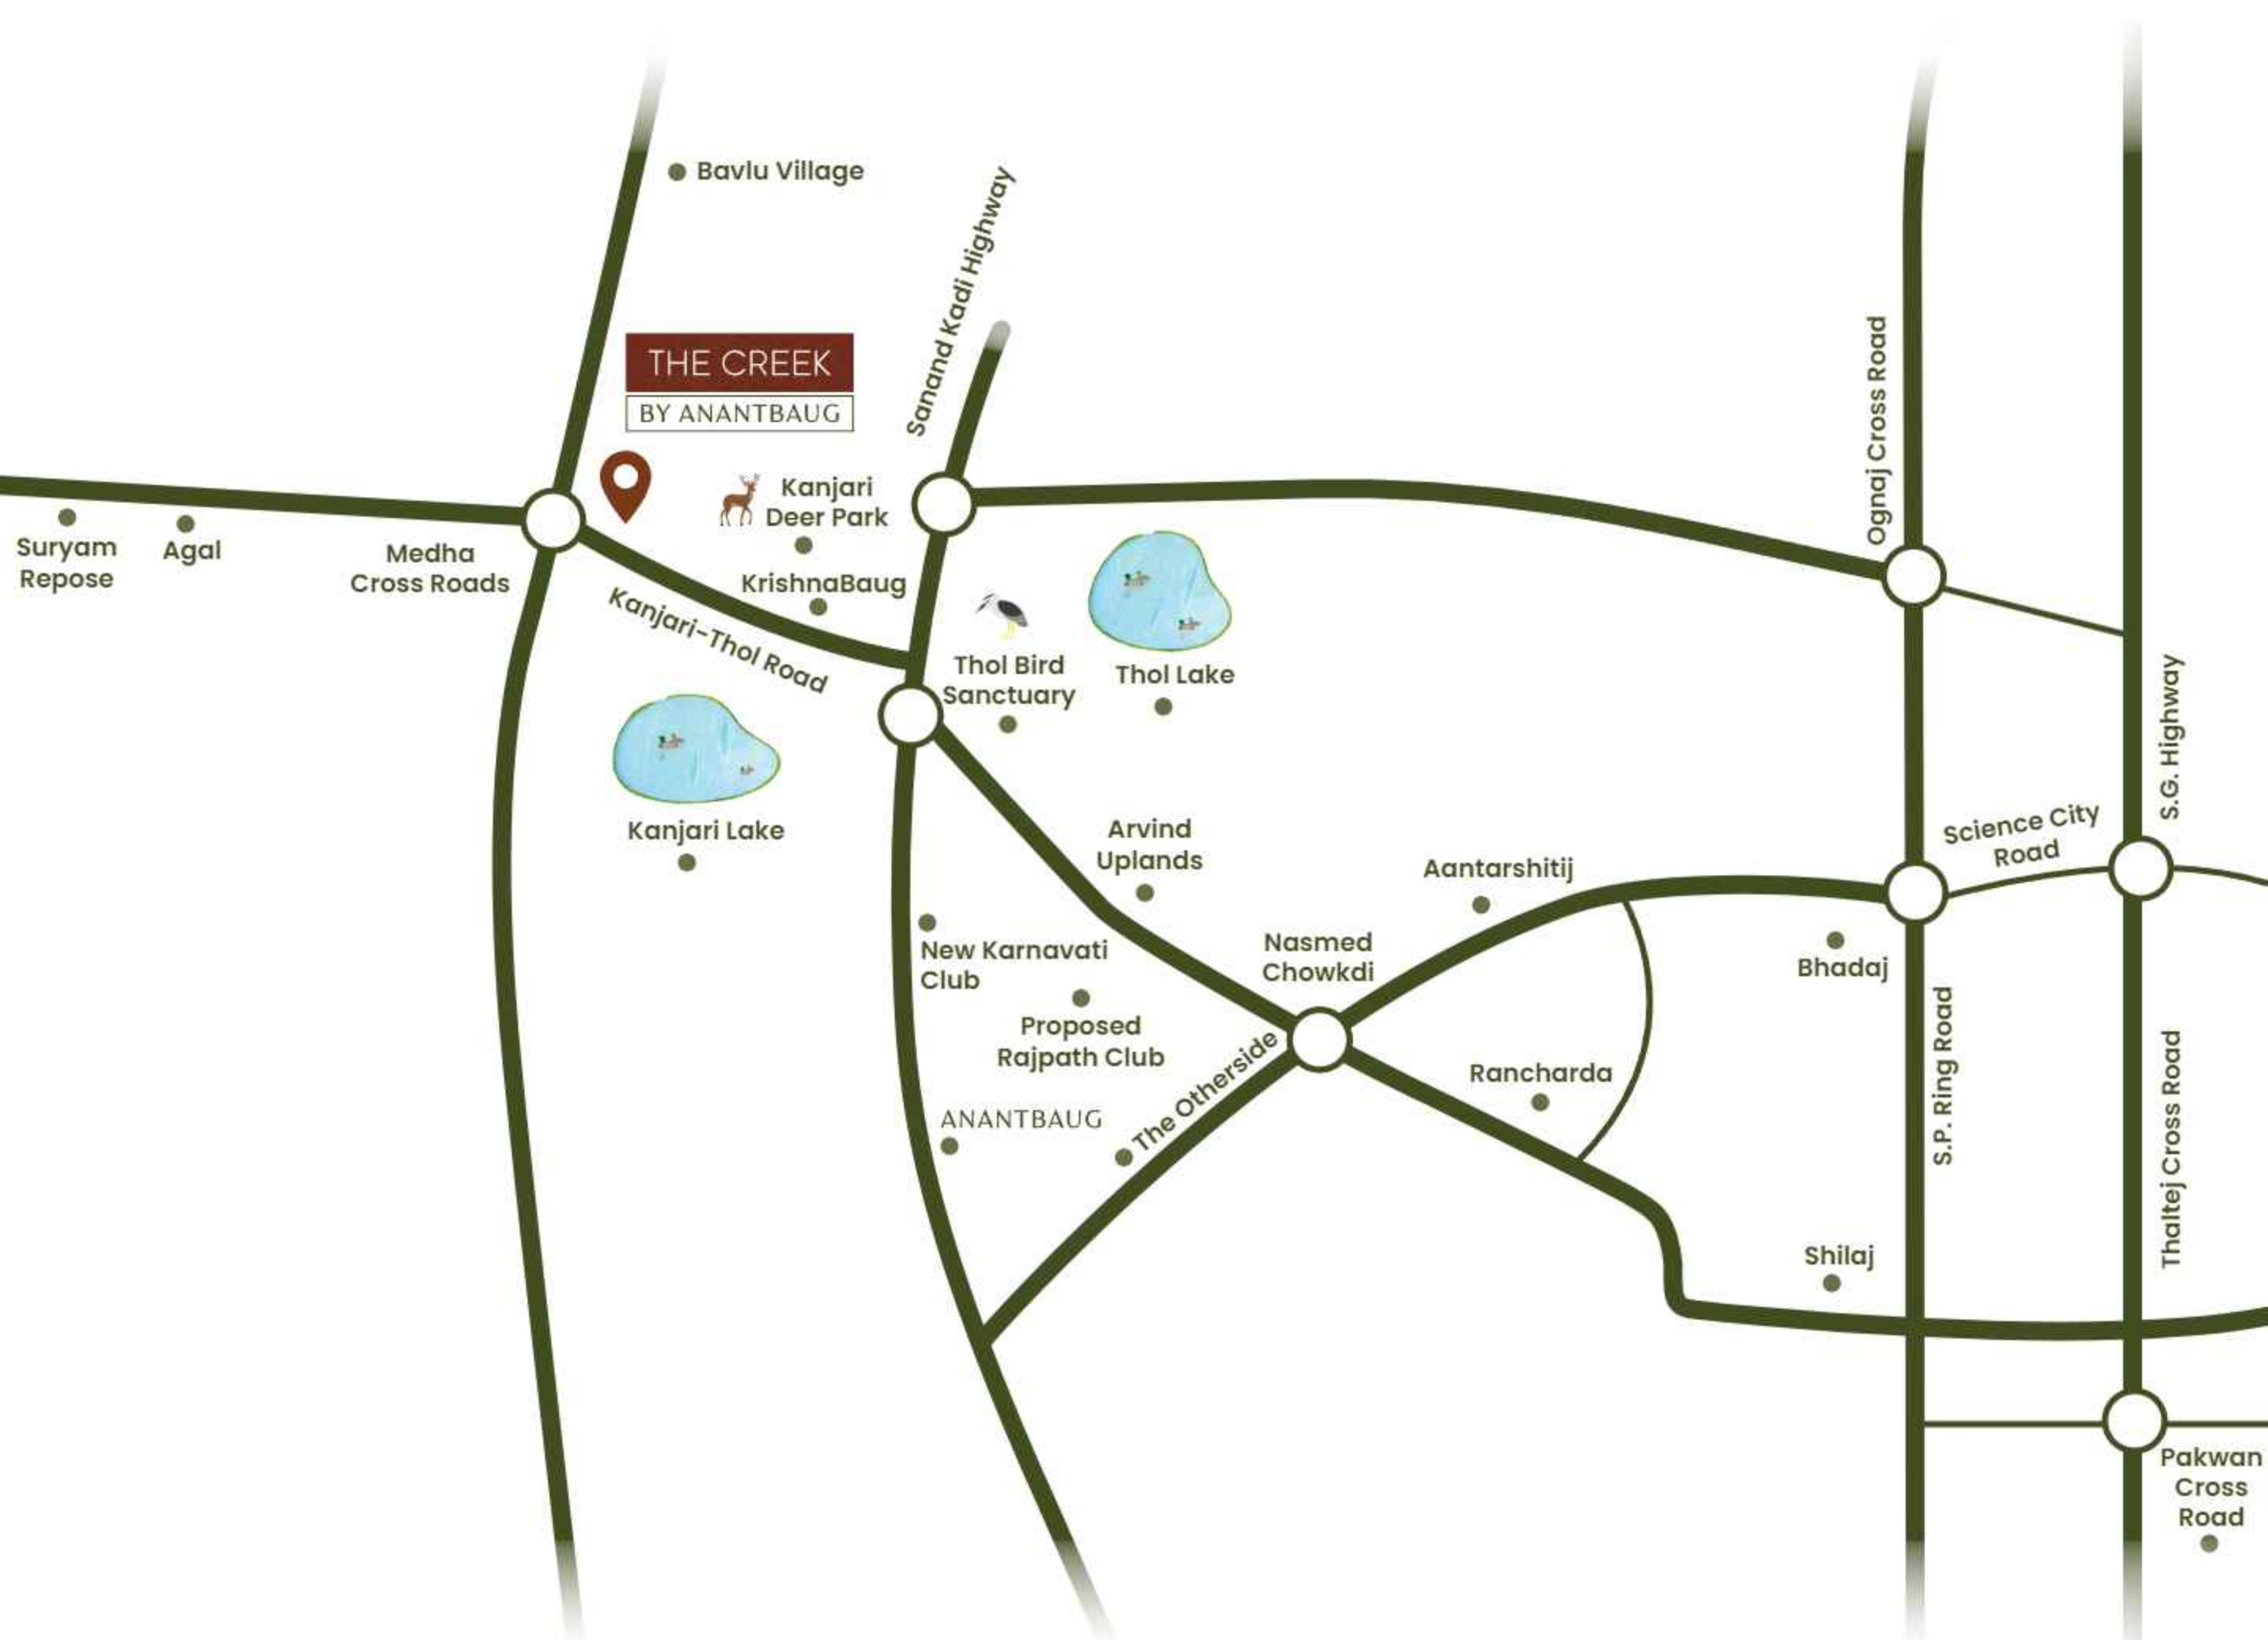 Bavlu Village
Sanand Kadi Highway
THE CREEK
BY ANANTBAUG
Ognaj Cross Road
Kanjari
Deer Park
Suryam
Repose
Agal
Medha
Cross Roads
KrishnaBaug
Kanjari-Thol Road
Thol Bird
Sanctuary
Thol Lake
S.G. Highway
Kanjari Lake
Arvind
Uplands
Aantarshitij
Science City
Road
New Karnavati
Club
Nasmed
Chowkdi
Bhadaj
Proposed
Rajpath Club
The Otherside
Rancharda
S.P. Ring Road
Thaltej Cross Road
ANANTBAUG
Shilaj
Pakwan
Cross
Road